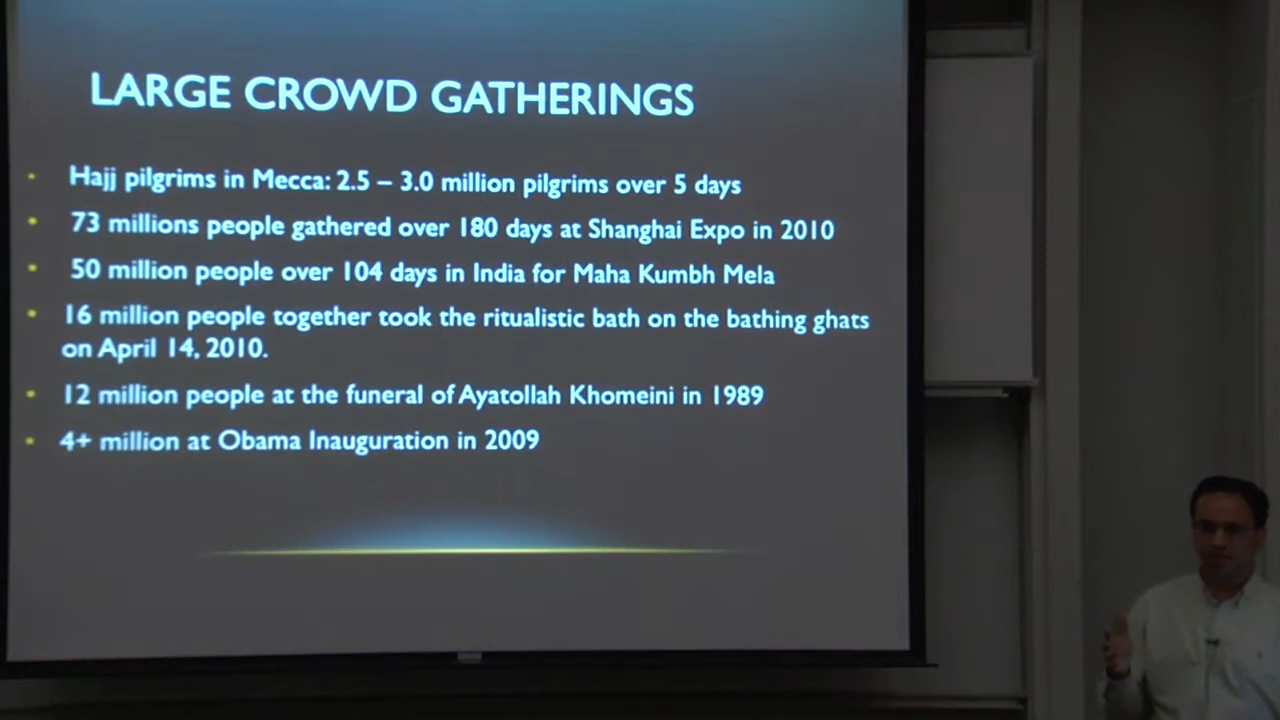 LARGE CROWD GATHERINGS
• Hajj pilgrims in Mecca: 2.5 – 3.0 million pilgrims over 5 days
• 73 millions people gathered over 180 days at Shanghai Expo in 2010
• 50 million people over 104 days in India for Maha Kumbh Mela
• 16 million people together took the ritualistic bath on the bathing ghats
on April 14, 2010.
• 12 million people at the funeral of Ayatollah Khomeini in 1989
• 4+ million at Obama Inauguration in 2009